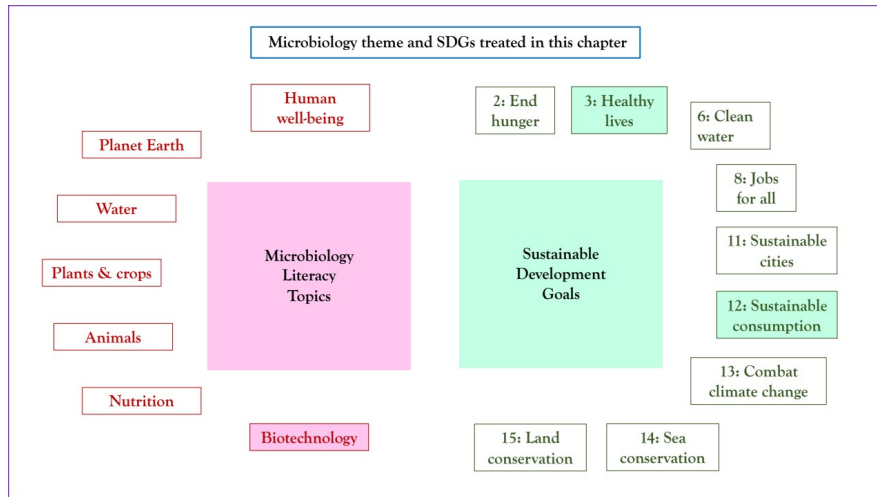 Microbiology theme and SDGs treated in this chapter
Human
well-being
Planet Earth
Water
Plants & crops
Animals
Nutrition
Biotechnology
Microbiology
Literacy
Topics
Sustainable
Development
Goals
2: End
hunger
3: Healthy
lives
6: Clean
water
8: Jobs
for all
11: Sustainable
cities
12: Sustainable
consumption
13: Combat
climate change
14: Sea
conservation
15: Land
conservation